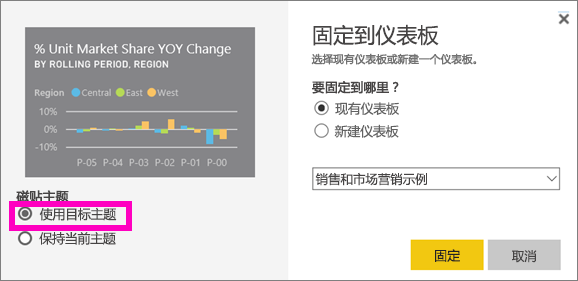 % Unit Market Share YOY Change
BY ROLLING PERIOD, REGION
Region Central East West
10%
0%
-10%
P-05 P-04 P-03 P-02 P-01 P-00
磁贴主题
使用目标主题
保持当前主题
固定到仪表板
选择现有仪表板或新建一个仪表板。
要固定到哪里？
现有仪表板
新建仪表板
销售和市场营销示例
固定 取消